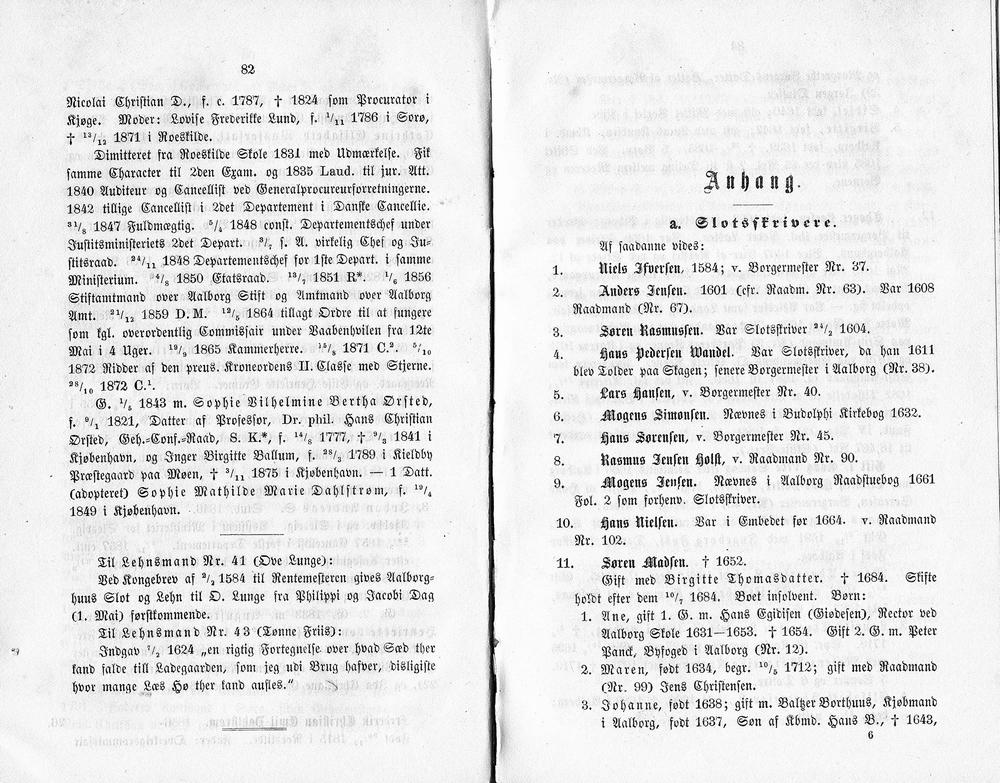 82
Nicolai Christian D., f. c. 1787, † 1824 som Procurator i
Kjøge. Moder: Lovise Frederikke Lund, f. 1/11 1786 i Sorø,
† 13/12 1871 i Roeskilde.
Dimitteret fra Roeskilde Skole 1831 med Udmærkelse. Fik
samme Character til 2den Exam. og 1835 Laud. til jur. Att.
1840 Auditeur og Cancellist ved Generalprocureurforretningerne.
1842 tillige Cancellist i 2det Departement i Danske Cancellie.
31/3 1847 Fuldmægtig. 5/4 1848 const. Departementschef under
Justitsministeriets 2det Depart. 3/7 s. A. virkelig Chef og Ju-
stitsraad. 24/11 1848 Departementschef for 1ste Depart. i samme
Ministerium. 24/3 1850 Etatsraad. 13/7 1851 R*. 1/6 1856
Stiftamtmand over Aalborg Stift og Amtmand over Aalborg
Amt. 21/12 1859 D. M. 12/5 1864 tillagt Ordre til at fungere
som kgl. overordentlig Commissair under Vaabenhvilen fra 12te
Mai i 4 Uger. 19/9 1865 Kammerherre. 15/8 1871 C.2. 5/10
1872 Ridder af den preus. Kroneordens II. Classe med Stjerne.
28/10 1872 C.1.
G. 1/5 1843 m. Sophie Vilhelmine Bertha Ørsted,
f. 9/1 1821, Datter af Professor, Dr. phil. Hans Christian
Ørsted, Geh.-Conf.-Raad, S. K.*, f. 14/8 1777, † 9/3 1841 i
Kjøbenhavn, og Inger Birgitte Ballum, f. 28/3 1789 i Kieldby
Præstegaard paa Møen, † 3/11 1875 i Kjøbenhavn. — 1 Datt.
(adopteret) Sophie Mathilde Marie Dahlstrøm, f. 19/4
1849 i Kjøbenhavn.
Til Lehnsmand Nr. 41 (Ove Lunge):
Ved Kongebrev af 2/2 1584 til Rentemesteren gives Aalborg-
huus Slot og Lehn til O. Lunge fra Philippi og Jacobi Dag
(1. Mai) førstkommende.
Til Lehnsmand Nr. 43 (Tønne Friis):
Indgav 7/2 1624 „en rigtig Fortegnelse over hvad Sæd ther
kand falde till Ladegaarden, som jeg udi Brug hafver, disligiste
hvor mange Læs Hø ther kand aufles.“
Anhang.
a. Slotsskrivere.
Af saadanne vides:
1. Niels Ifversen, 1584; v. Borgermester Nr. 37.
2. Anders Jensen. 1601 (cfr. Raadm. Nr. 63). Var 1608
Raadmand (Nr. 67).
3. Søren Rasmussen. Var Slotsskriver 24/2 1604.
4. Hans Pedersen Wandel. Var Slotsskriver, da han 1611
blev Tolder paa Skagen; senere Borgermester i Aalborg (Nr. 38).
5. Lars Hansen, v. Borgermester Nr. 40.
6. Mogens Simonsen. Nævnes i Budolphi Kirkebog 1632.
7. Hans Sørensen, v. Borgermester Nr. 45.
8. Rasmus Jensen Holst, v. Raadmand Nr. 90.
9. Mogens Jensen. Nævnes i Aalborg Raadstuebog 1661
Fol. 2 som forhenv. Slotsskriver.
10. Hans Nielsen. Var i Embedet før 1664. v. Raadmand
Nr. 102.
11. Søren Madsen. † 1652.
Gift med Birgitte Thomasdatter. † 1684. Skifte
holdt efter dem 10/7 1684. Boet insolvent. Børn:
1. Ane, gift 1. G. m. Hans Egidisen (Giødesen), Rector ved
Aalborg Skole 1631—1653. † 1654. Gift 2. G. m. Peter
Panck, Byfoged i Aalborg (Nr. 12).
2. Maren, født 1634, begr. 10/5 1712; gift med Raadmand
(Nr. 99) Jens Christensen.
3. Johanne, født 1638; gift m. Baltzer Borthuus, Kjøbmand
i Aalborg, født 1637, Søn af Kbmd. Hans B., † 1643,
6